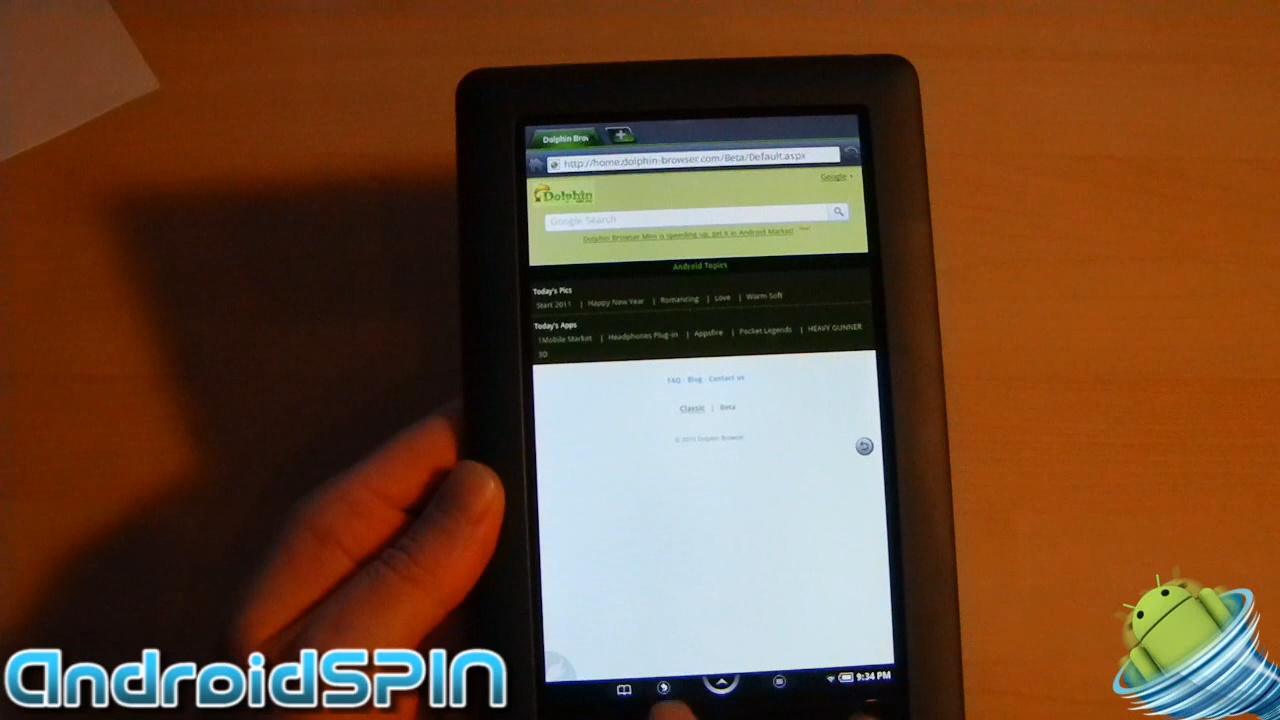 Dolphin Brow
http://home.dolphin-browser.com/Beta/Default.aspx
Google
Dolphin
Google Search
Dolphin Browser Mini is speeding up, get it in Android Market!
Android Topics
Today's Pics
Start 2011 | Happy New Year | Romancing | Love | Warm Soft
Today's Apps
1Mobile Market | Headphones Plug-in | Appsfire | Pocket Legends | HEAVY GUNNER
3D
FAQ · Blog · Contact us
Classic | Beta
© 2010 Dolphin Browser
9:34 PM
AndroidSPIN